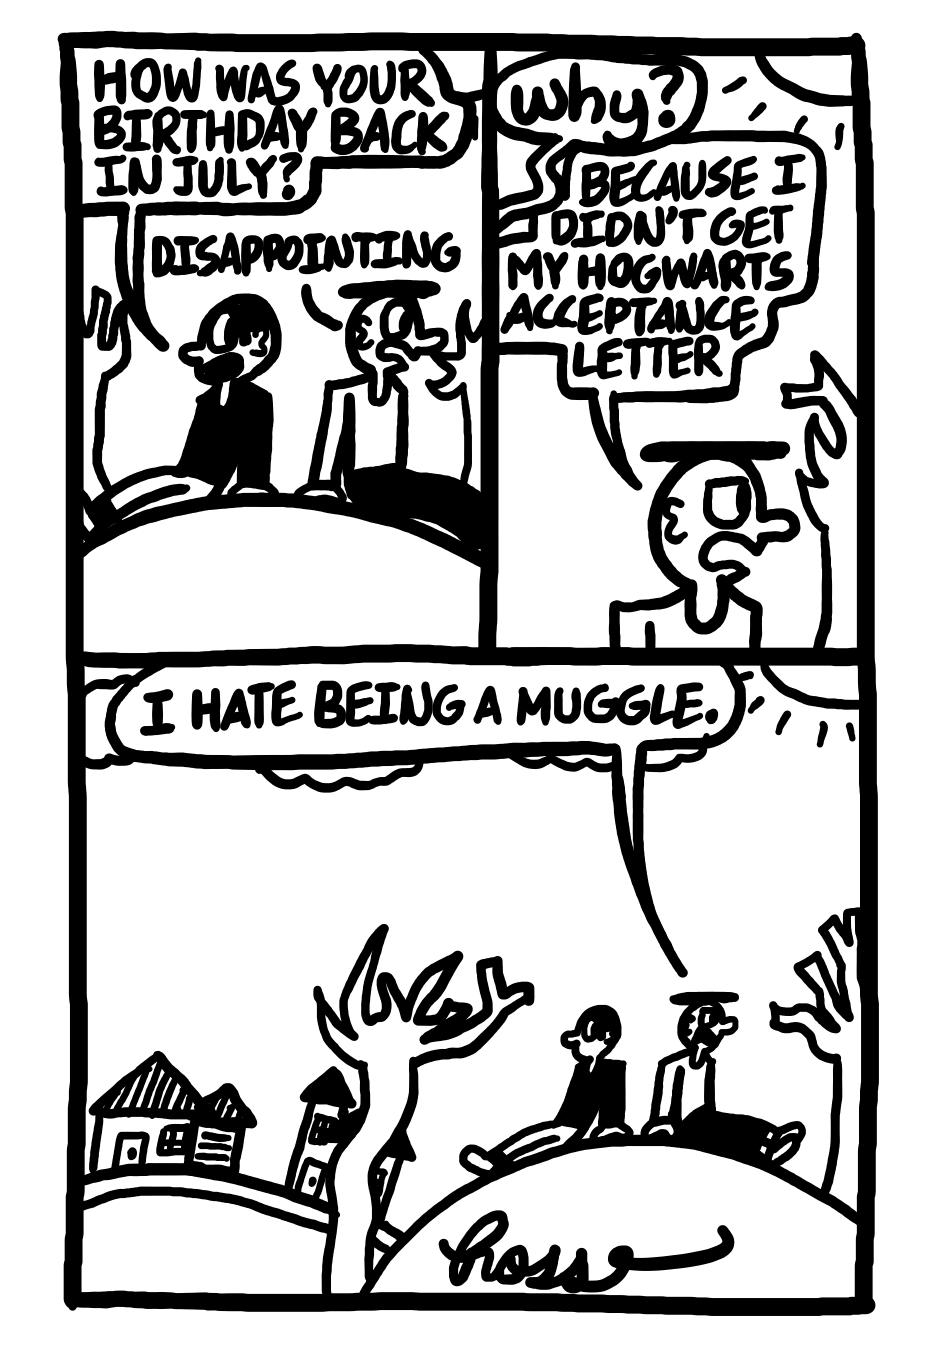 HOW WAS YOUR
BIRTHDAY BACK
IN JULY?
DISAPPOINTING
why?
BECAUSE I
DIDN'T GET
MY HOGWARTS
ACCEPTANCE
LETTER
I HATE BEING A MUGGLE.
hoss